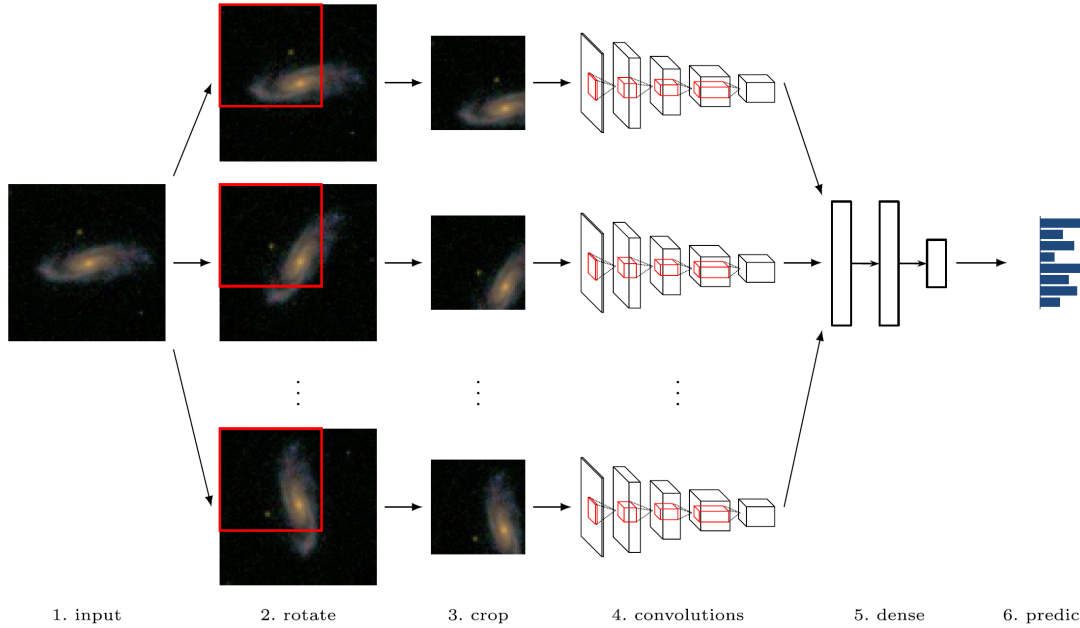 1. input
2. rotate
3. crop
4. convolutions
5. dense
6. predic